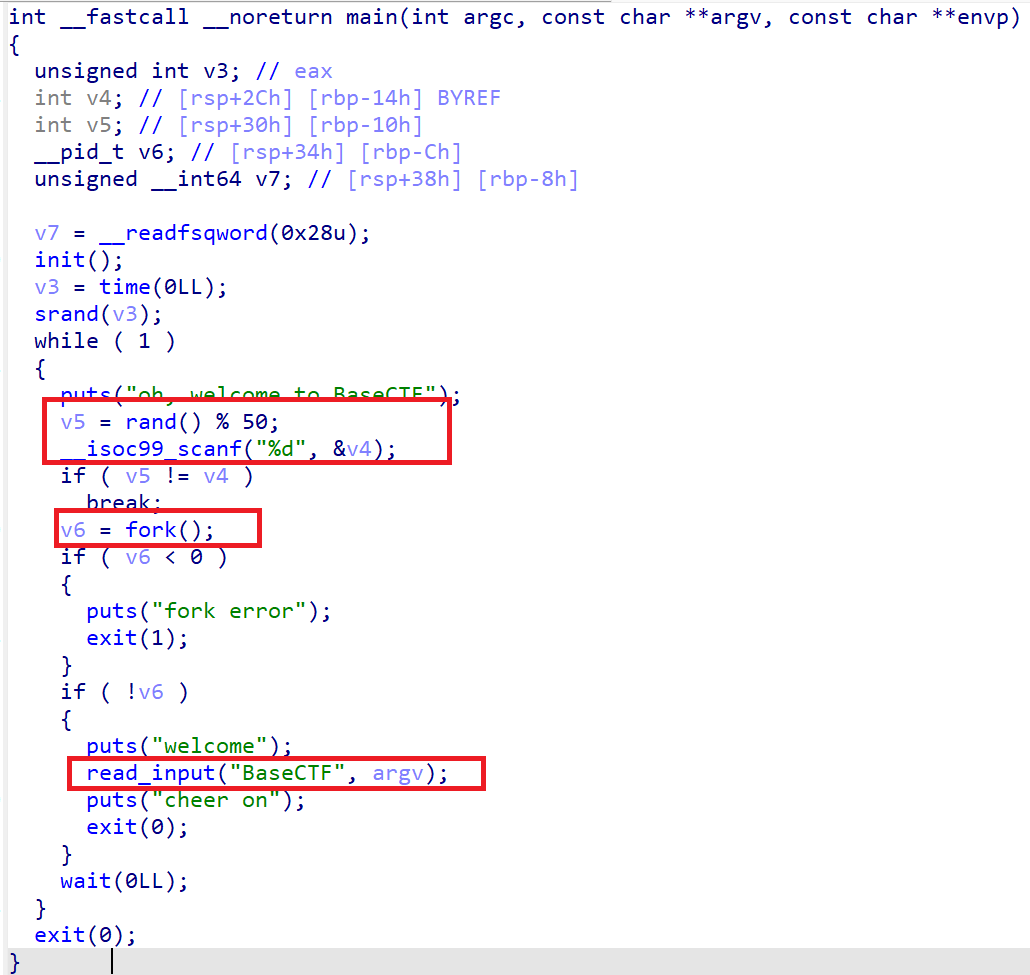 int __fastcall __noreturn main(int argc, const char **argv, const char **envp)
{
  unsigned int v3; // eax
  int v4; // [rsp+2Ch] [rbp-14h] BYREF
  int v5; // [rsp+30h] [rbp-10h]
  __pid_t v6; // [rsp+34h] [rbp-Ch]
  unsigned __int64 v7; // [rsp+38h] [rbp-8h]

  v7 = __readfsqword(0x28u);
  init();
  v3 = time(0LL);
  srand(v3);
  while ( 1 )
  {
    puts("oh, welcome to BaseCTF");
    v5 = rand() % 50;
    __isoc99_scanf("%d", &v4);
    if ( v5 != v4 )
      break;
    v6 = fork();
    if ( v6 < 0 )
    {
      puts("fork error");
      exit(1);
    }
    if ( !v6 )
    {
      puts("welcome");
      read_input("BaseCTF", argv);
      puts("cheer on");
      exit(0);
    }
    wait(0LL);
  }
  exit(0);
}